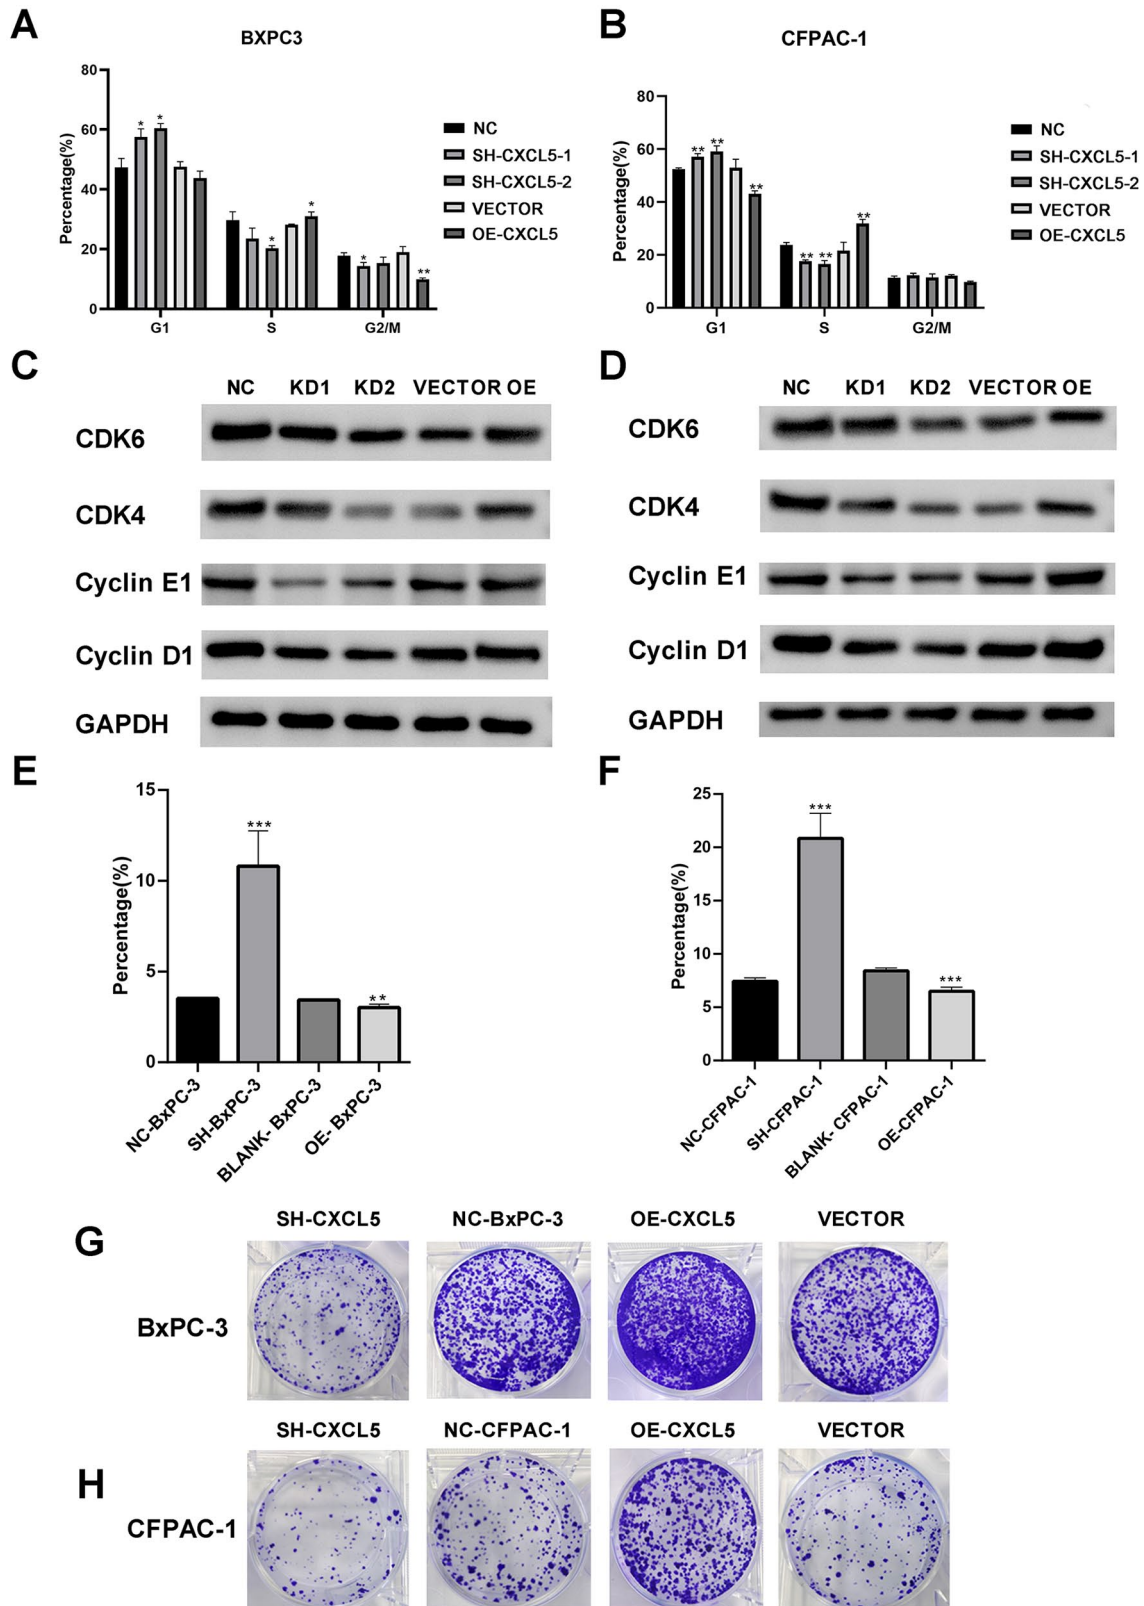 A
BXPC3
80
60
40
20
0
Percentage(%)
* *
*
*
*
**
G1 S G2/M
NC
SH-CXCL5-1
SH-CXCL5-2
VECTOR
OE-CXCL5
B
CFPAC-1
80
60
40
20
0
Percentage(%)
** **
**
** **
**
G1 S G2/M
NC
SH-CXCL5-1
SH-CXCL5-2
VECTOR
OE-CXCL5
C
NC KD1 KD2 VECTOR OE
CDK6
CDK4
Cyclin E1
Cyclin D1
GAPDH
D
NC KD1 KD2 VECTOR OE
CDK6
CDK4
Cyclin E1
Cyclin D1
GAPDH
E
15
10
5
0
Percentage(%)
***
**
NC-BxPC-3
SH-BxPC-3
BLANK- BxPC-3
OE- BxPC-3
F
25
20
15
10
5
0
Percentage(%)
***
***
NC-CFPAC-1
SH-CFPAC-1
BLANK- CFPAC-1
OE-CFPAC-1
G
SH-CXCL5 NC-BxPC-3 OE-CXCL5 VECTOR
BxPC-3
H
SH-CXCL5 NC-CFPAC-1 OE-CXCL5 VECTOR
CFPAC-1